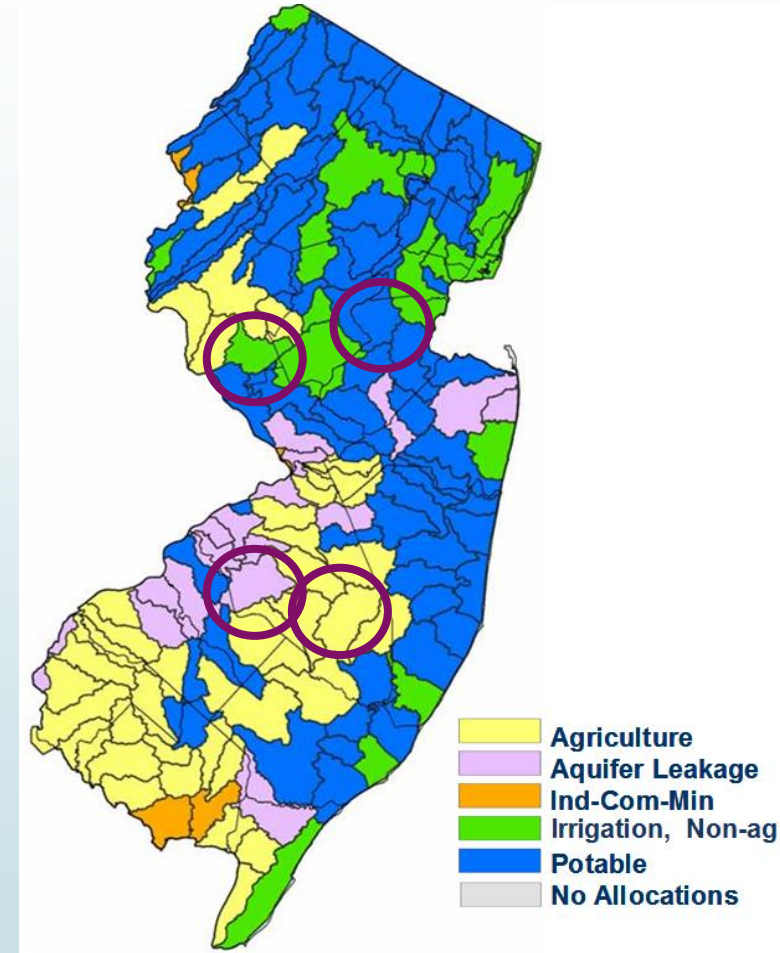 Agriculture
Aquifer Leakage
Ind-Com-Min
Irrigation, Non-ag
Potable
No Allocations